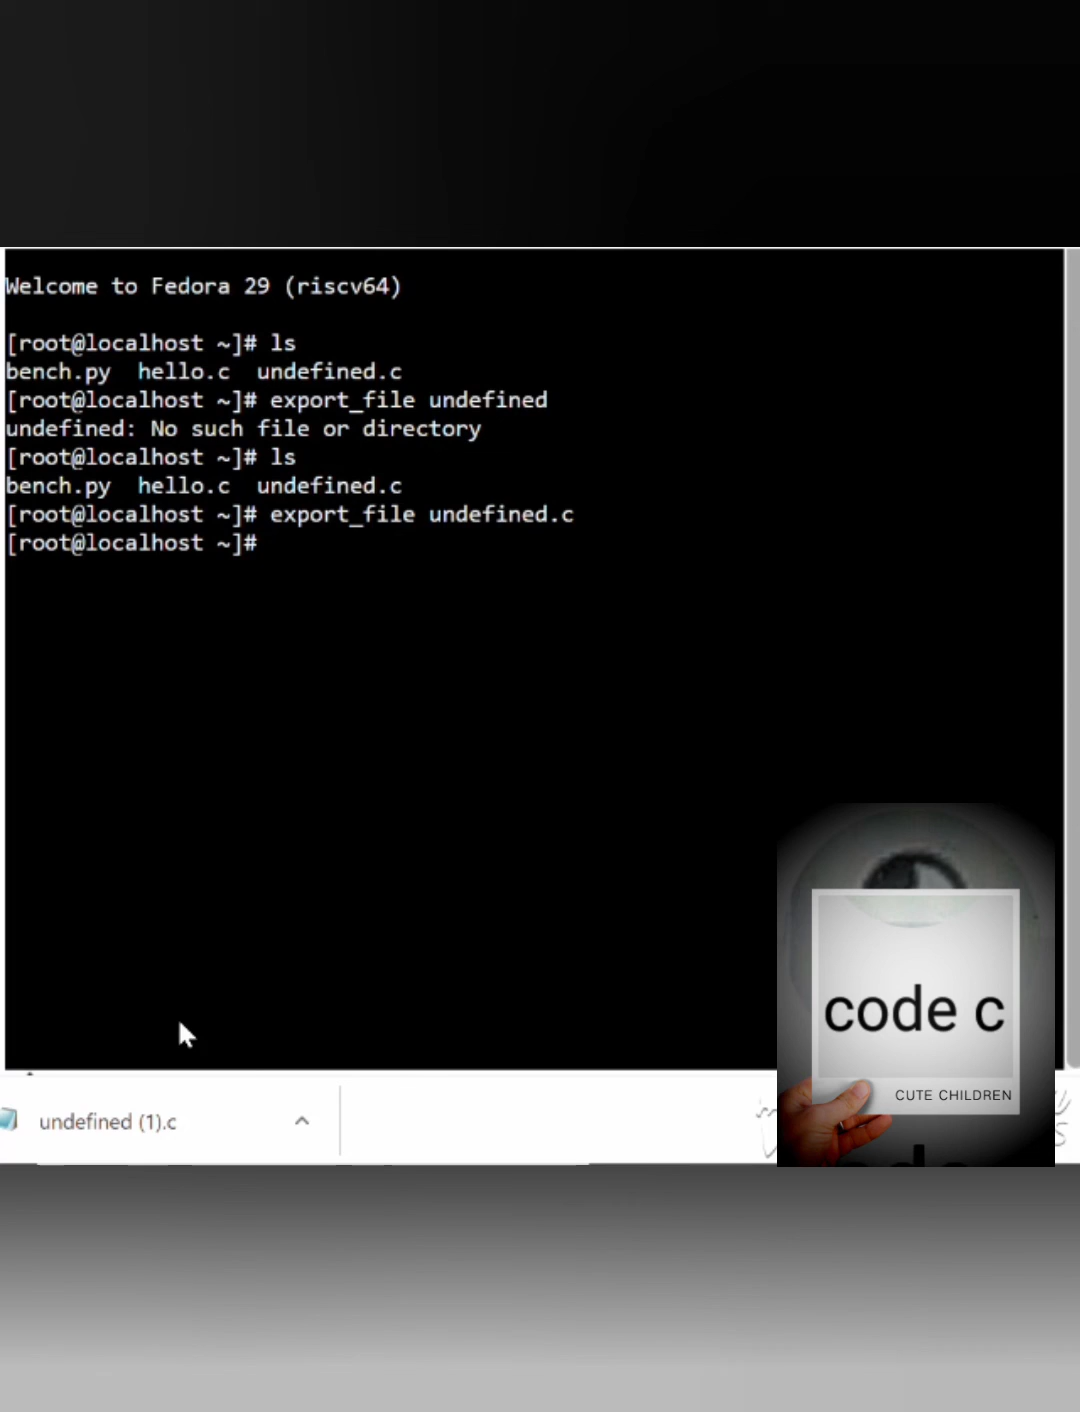 Welcome to Fedora 29 (riscv64)
[root@localhost ~]# ls
bench.py  hello.c  undefined.c
[root@localhost ~]# export_file undefined
undefined: No such file or directory
[root@localhost ~]# ls
bench.py  hello.c  undefined.c
[root@localhost ~]# export_file undefined.c
[root@localhost ~]#
code c
CUTE CHILDREN
undefined (1).c